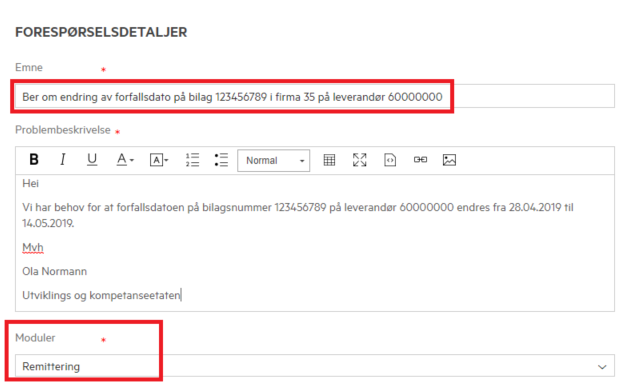 FORESPØRSELSDETALJER
Emne *
Ber om endring av forfallsdato på bilag 123456789 i firma 35 på leverandør 60000000
Problembeskrivelse *
B I U A A Normal
Hei
Vi har behov for at forfallsdatoen på bilagsnummer 123456789 på leverandør 60000000 endres fra 28.04.2019 til
14.05.2019.
Mvh
Ola Normann
Utviklings og kompetanseetaten
Moduler *
Remittering